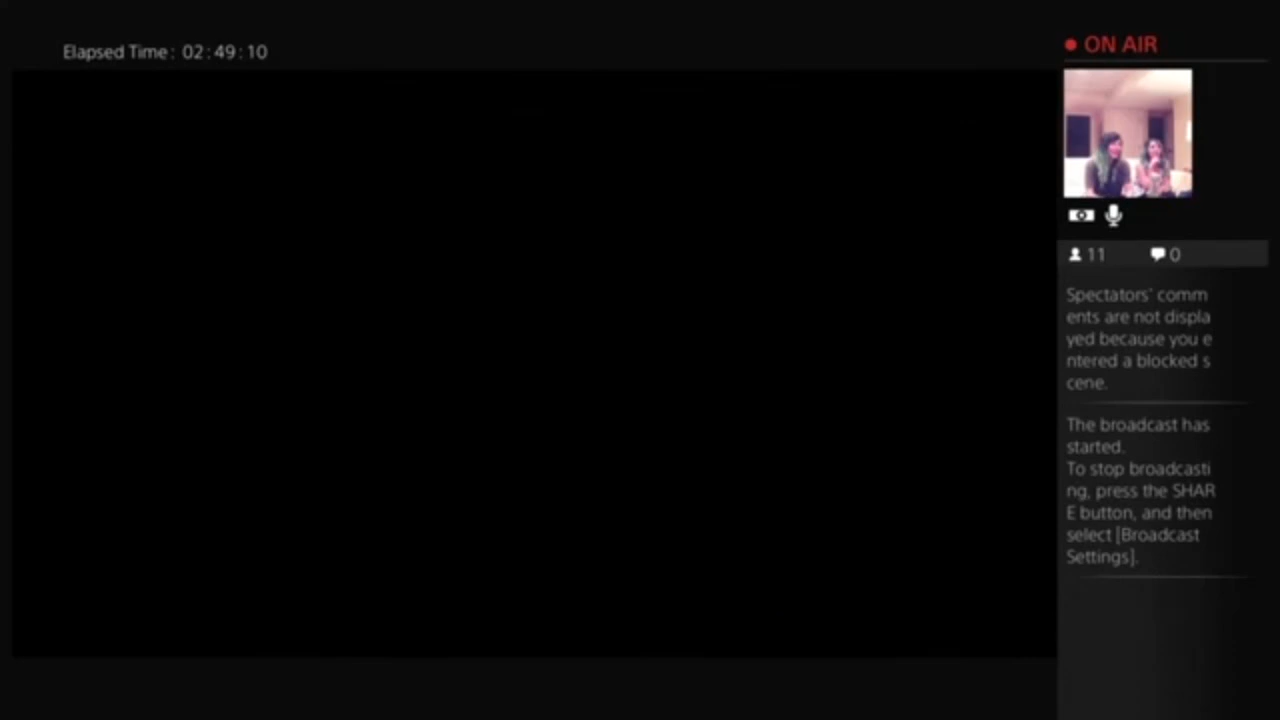 Elapsed Time: 02:49:10
ON AIR
11
0
Spectators' comm
ents are not displa
yed because you e
ntered a blocked s
cene.
The broadcast has
started.
To stop broadcasti
ng, press the SHAR
E button, and then
select [Broadcast
Settings].